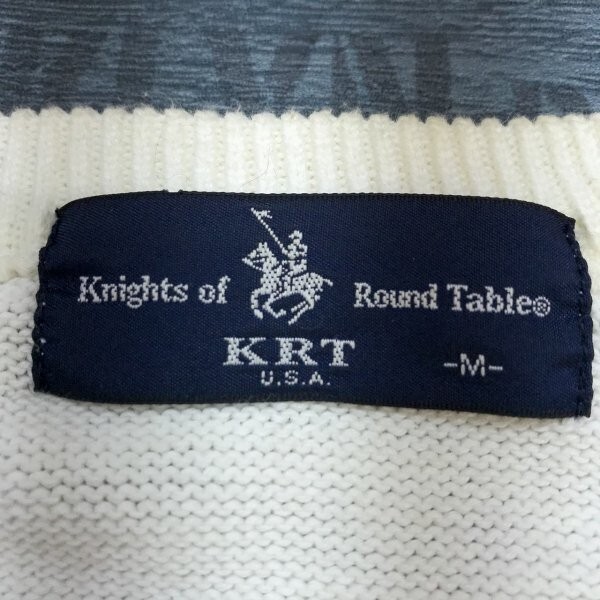 Knights of Round Table®
KRT
U.S.A.
-M-